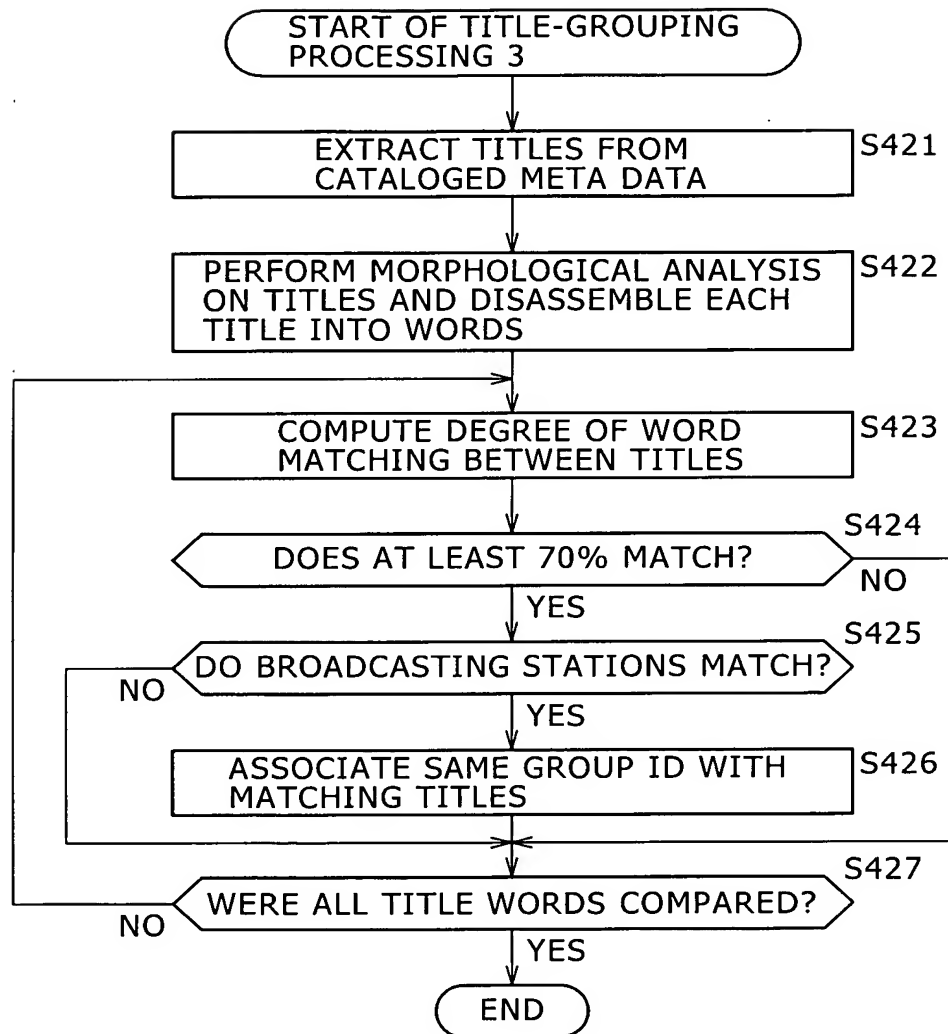 START OF TITLE-GROUPING
PROCESSING 3
EXTRACT TITLES FROM
CATALOGED META DATA
S421
PERFORM MORPHOLOGICAL ANALYSIS
ON TITLES AND DISASSEMBLE EACH
TITLE INTO WORDS
S422
COMPUTE DEGREE OF WORD
MATCHING BETWEEN TITLES
S423
S424
DOES AT LEAST 70% MATCH?
NO
YES
S425
DO BROADCASTING STATIONS MATCH?
NO
YES
ASSOCIATE SAME GROUP ID WITH
MATCHING TITLES
S426
S427
WERE ALL TITLE WORDS COMPARED?
NO
YES
END